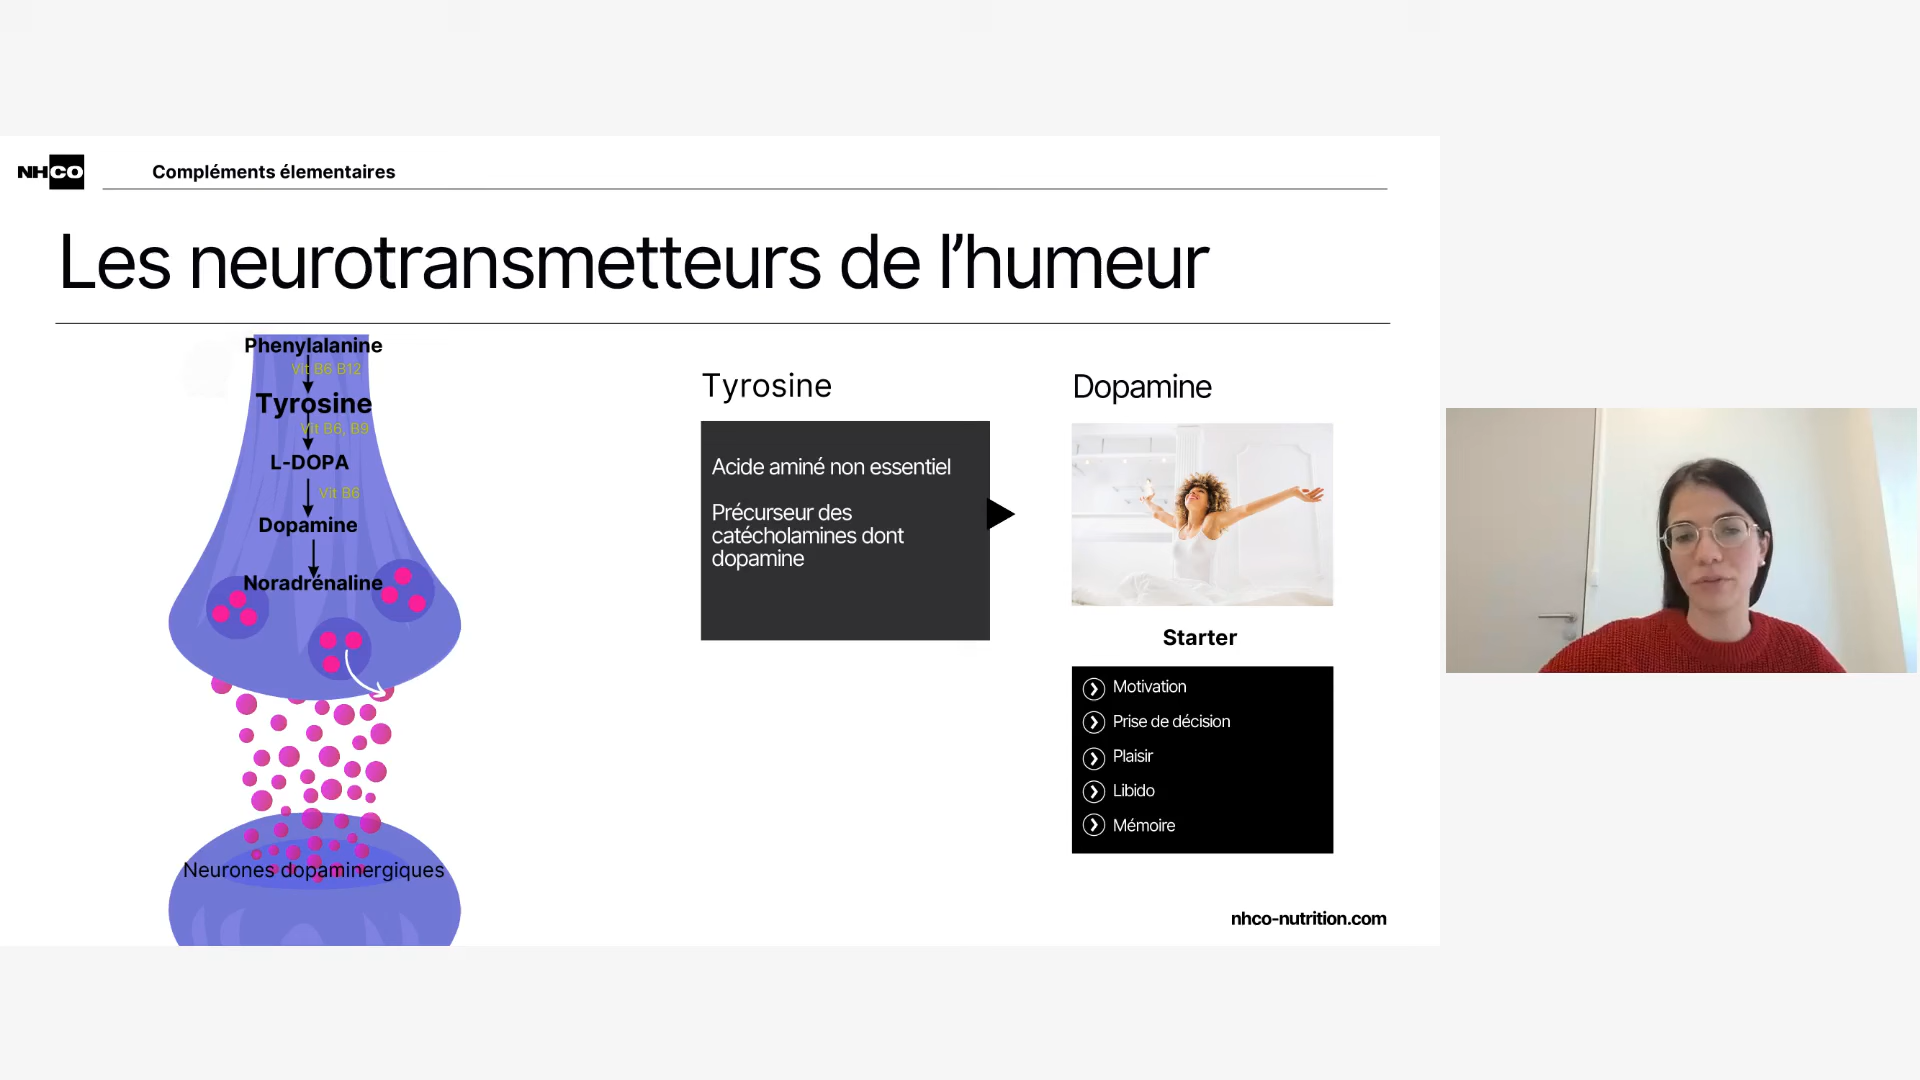 NHCO
Compléments élementaires
Les neurotransmetteurs de l’humeur
Phenylalanine
Vit B6 B12
Tyrosine
Vit B6, B9
L-DOPA
Vit B6
Dopamine
Noradrénaline
Neurones dopaminergiques
Tyrosine
Acide aminé non essentiel
Précurseur des
catécholamines dont
dopamine
Dopamine
Starter
Motivation
Prise de décision
Plaisir
Libido
Mémoire
nhco-nutrition.com